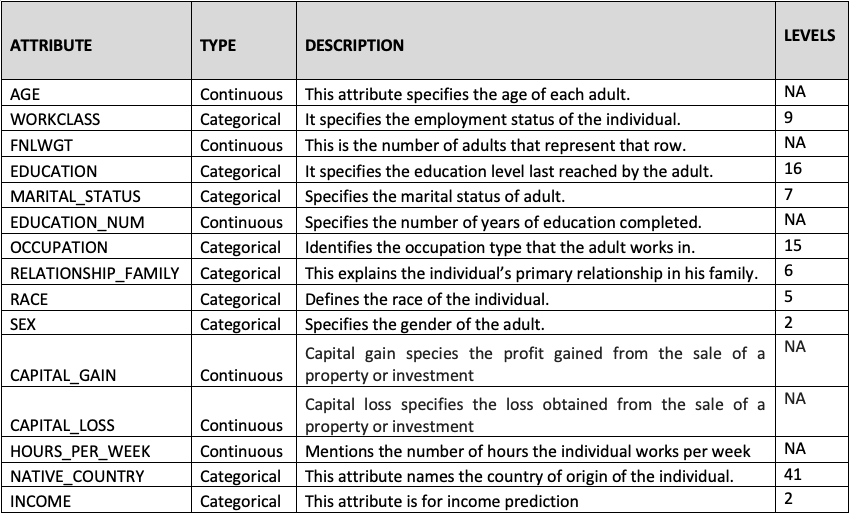 ATTRIBUTE TYPE DESCRIPTION LEVELS
AGE Continuous This attribute specifies the age of each adult. NA
WORKCLASS Categorical It specifies the employment status of the individual. 9
FNLWGT Continuous This is the number of adults that represent that row. NA
EDUCATION Categorical It specifies the education level last reached by the adult. 16
MARITAL_STATUS Categorical Specifies the marital status of adult. 7
EDUCATION_NUM Continuous Specifies the number of years of education completed. NA
OCCUPATION Categorical Identifies the occupation type that the adult works in. 15
RELATIONSHIP_FAMILY Categorical This explains the individual’s primary relationship in his family. 6
RACE Categorical Defines the race of the individual. 5
SEX Categorical Specifies the gender of the adult. 2
Capital gain species the profit gained from the sale of a NA
CAPITAL_GAIN Continuous property or investment
Capital loss specifies the loss obtained from the sale of a NA
CAPITAL_LOSS Continuous property or investment
HOURS_PER_WEEK Continuous Mentions the number of hours the individual works per week NA
NATIVE_COUNTRY Categorical This attribute names the country of origin of the individual. 41
INCOME Categorical This attribute is for income prediction 2